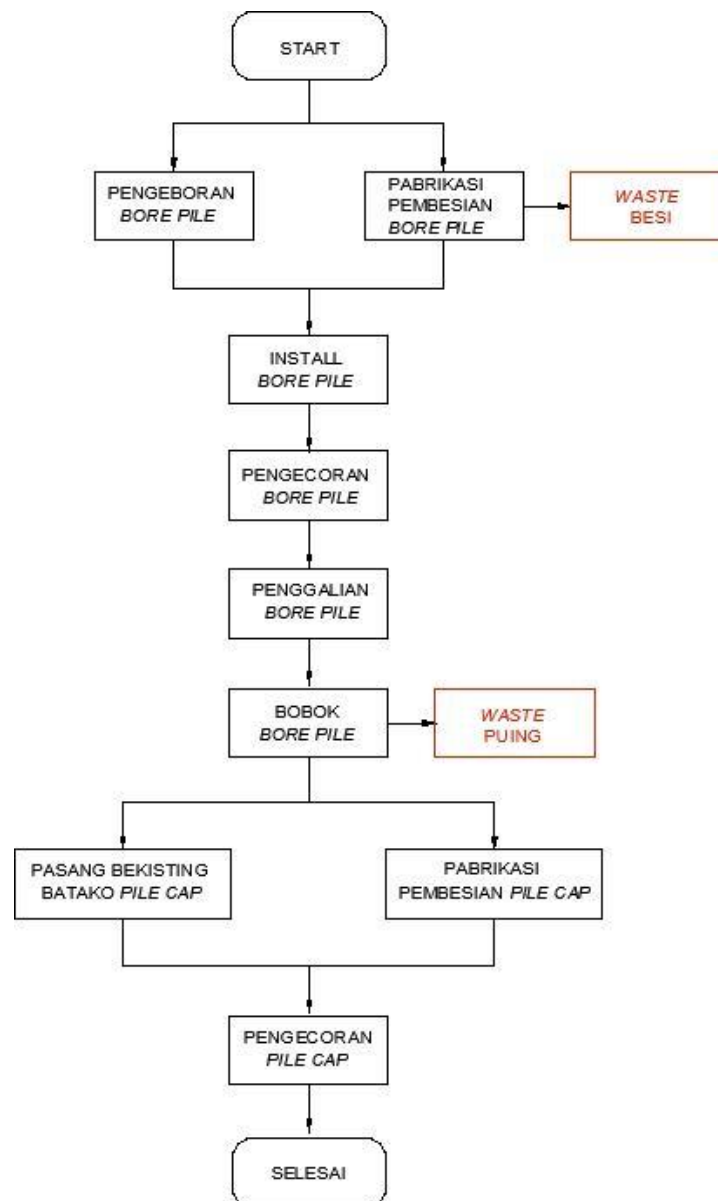 START
PENGEBORAN
BORE PILE
PABRIKASI
PEMBESIAN
BORE PILE
WASTE
BESI
INSTALL
BORE PILE
PENGECORAN
BORE PILE
PENGGALIAN
BORE PILE
BOBOK
BORE PILE
WASTE
PUING
PASANG BEKISTING
BATAKO PILE CAP
PABRIKASI
PEMBESIAN PILE CAP
PENGECORAN
PILE CAP
SELESAI